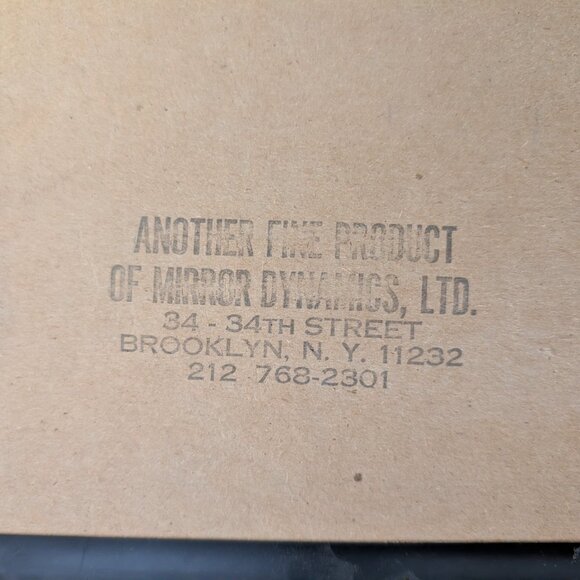 ANOTHER FINE PRODUCT
OF MIRROR DYNAMICS, LTD.
34 - 34TH STREET
BROOKLYN, N. Y. 11232
212 768-2301